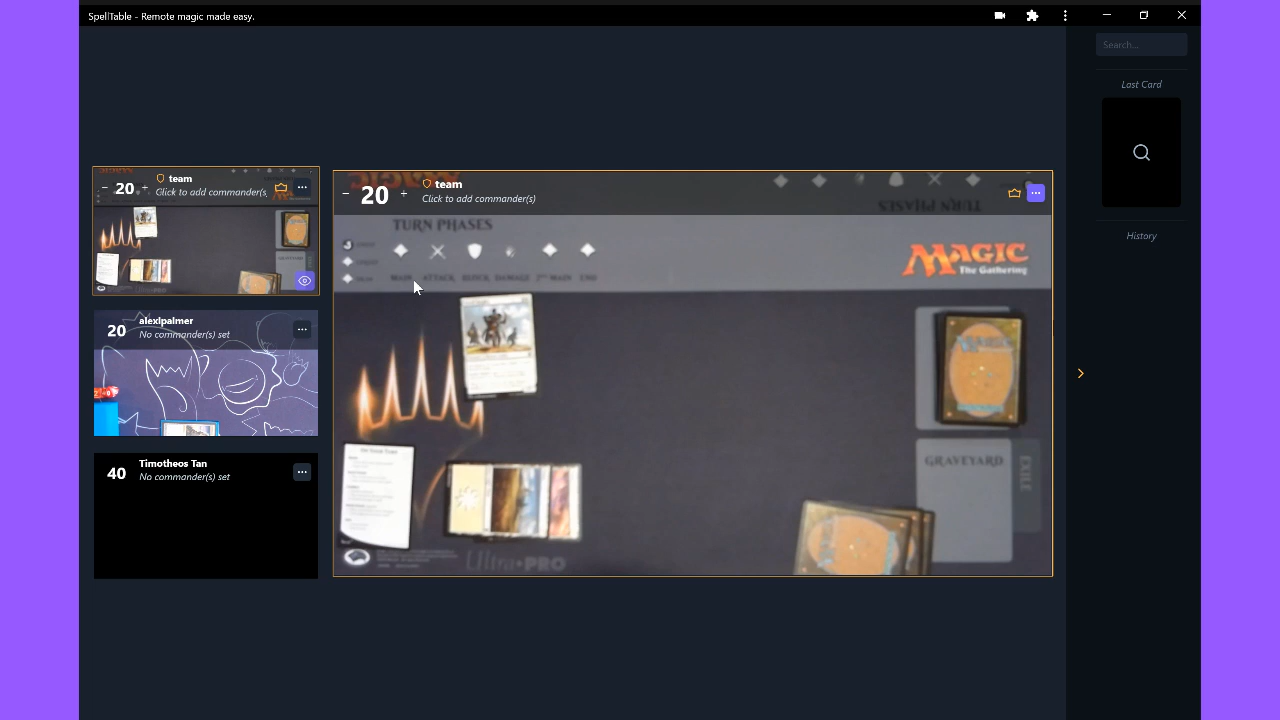 SpellTable - Remote magic made easy.
Search...
Last Card
History
20
team
Click to add commander(s
20
alexlpalmer
No commander(s) set
40
Timotheos Tan
No commander(s) set
20
team
Click to add commander(s)
TURN PHASES
TURN PHASES
MAIN ATTACK BLOCK DAMAGE 2ND MAIN END
MAGIC
The Gathering
GRAVEYARD
EXILE
Ultra•PRO